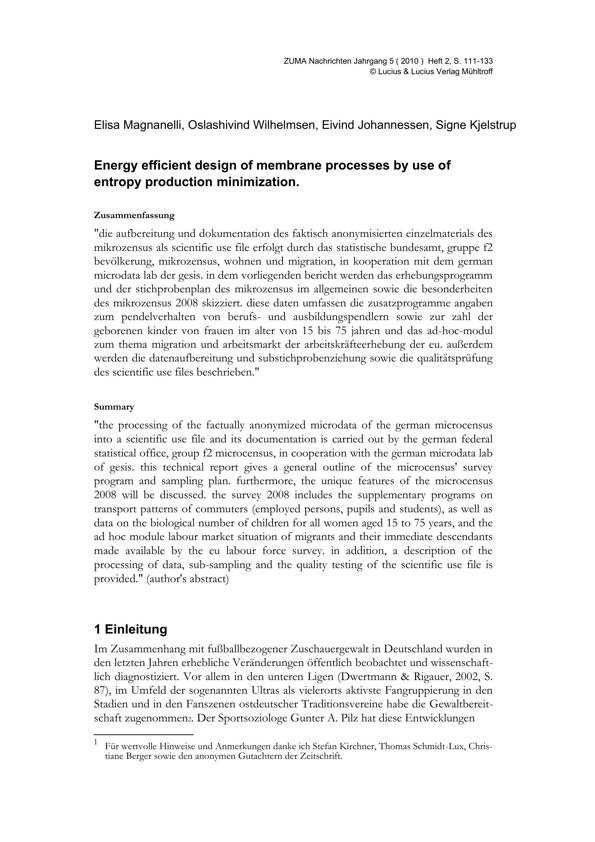 ZUMA Nachrichten Jahrgang 5 ( 2010 ) Heft 2, S. 111-133
© Lucius & Lucius Verlag Mühltroff
Elisa Magnanelli, Oslashivind Wilhelmsen, Eivind Johannessen, Signe Kjelstrup
Energy efficient design of membrane processes by use of
entropy production minimization.
Zusammenfassung
"die aufbereitung und dokumentation des faktisch anonymisierten einzelmaterials des
mikrozensus als scientific use file erfolgt durch das statistische bundesamt, gruppe f2
bevölkerung, mikrozensus, wohnen und migration, in kooperation mit dem german
microdata lab der gesis. in dem vorliegenden bericht werden das erhebungsprogramm
und der stichprobenplan des mikrozensus im allgemeinen sowie die besonderheiten
des mikrozensus 2008 skizziert. diese daten umfassen die zusatzprogramme angaben
zum pendelverhalten von berufs- und ausbildungspendlern sowie zur zahl der
geborenen kinder von frauen im alter von 15 bis 75 jahren und das ad-hoc-modul
zum thema migration und arbeitsmarkt der arbeitskräfteerhebung der eu. außerdem
werden die datenaufbereitung und substichprobenziehung sowie die qualitätsprüfung
des scientific use files beschrieben."
Summary
"the processing of the factually anonymized microdata of the german microcensus
into a scientific use file and its documentation is carried out by the german federal
statistical office, group f2 microcensus, in cooperation with the german microdata lab
of gesis. this technical report gives a general outline of the microcensus' survey
program and sampling plan. furthermore, the unique features of the microcensus
2008 will be discussed. the survey 2008 includes the supplementary programs on
transport patterns of commuters (employed persons, pupils and students), as well as
data on the biological number of children for all women aged 15 to 75 years, and the
ad hoc module labour market situation of migrants and their immediate descendants
made available by the eu labour force survey. in addition, a description of the
processing of data, sub-sampling and the quality testing of the scientific use file is
provided." (author's abstract)
1 Einleitung
Im Zusammenhang mit fußballbezogener Zuschauergewalt in Deutschland wurden in
den letzten Jahren erhebliche Veränderungen öffentlich beobachtet und wissenschaft-
lich diagnostiziert. Vor allem in den unteren Ligen (Dwertmann & Rigauer, 2002, S.
87), im Umfeld der sogenannten Ultras als vielerorts aktivste Fangruppierung in den
Stadien und in den Fanszenen ostdeutscher Traditionsvereine habe die Gewaltbereit-
schaft zugenommen2. Der Sportsoziologe Gunter A. Pilz hat diese Entwicklungen
1 Für wertvolle Hinweise und Anmerkungen danke ich Stefan Kirchner, Thomas Schmidt-Lux, Chris-
tiane Berger sowie den anonymen Gutachtern der Zeitschrift.